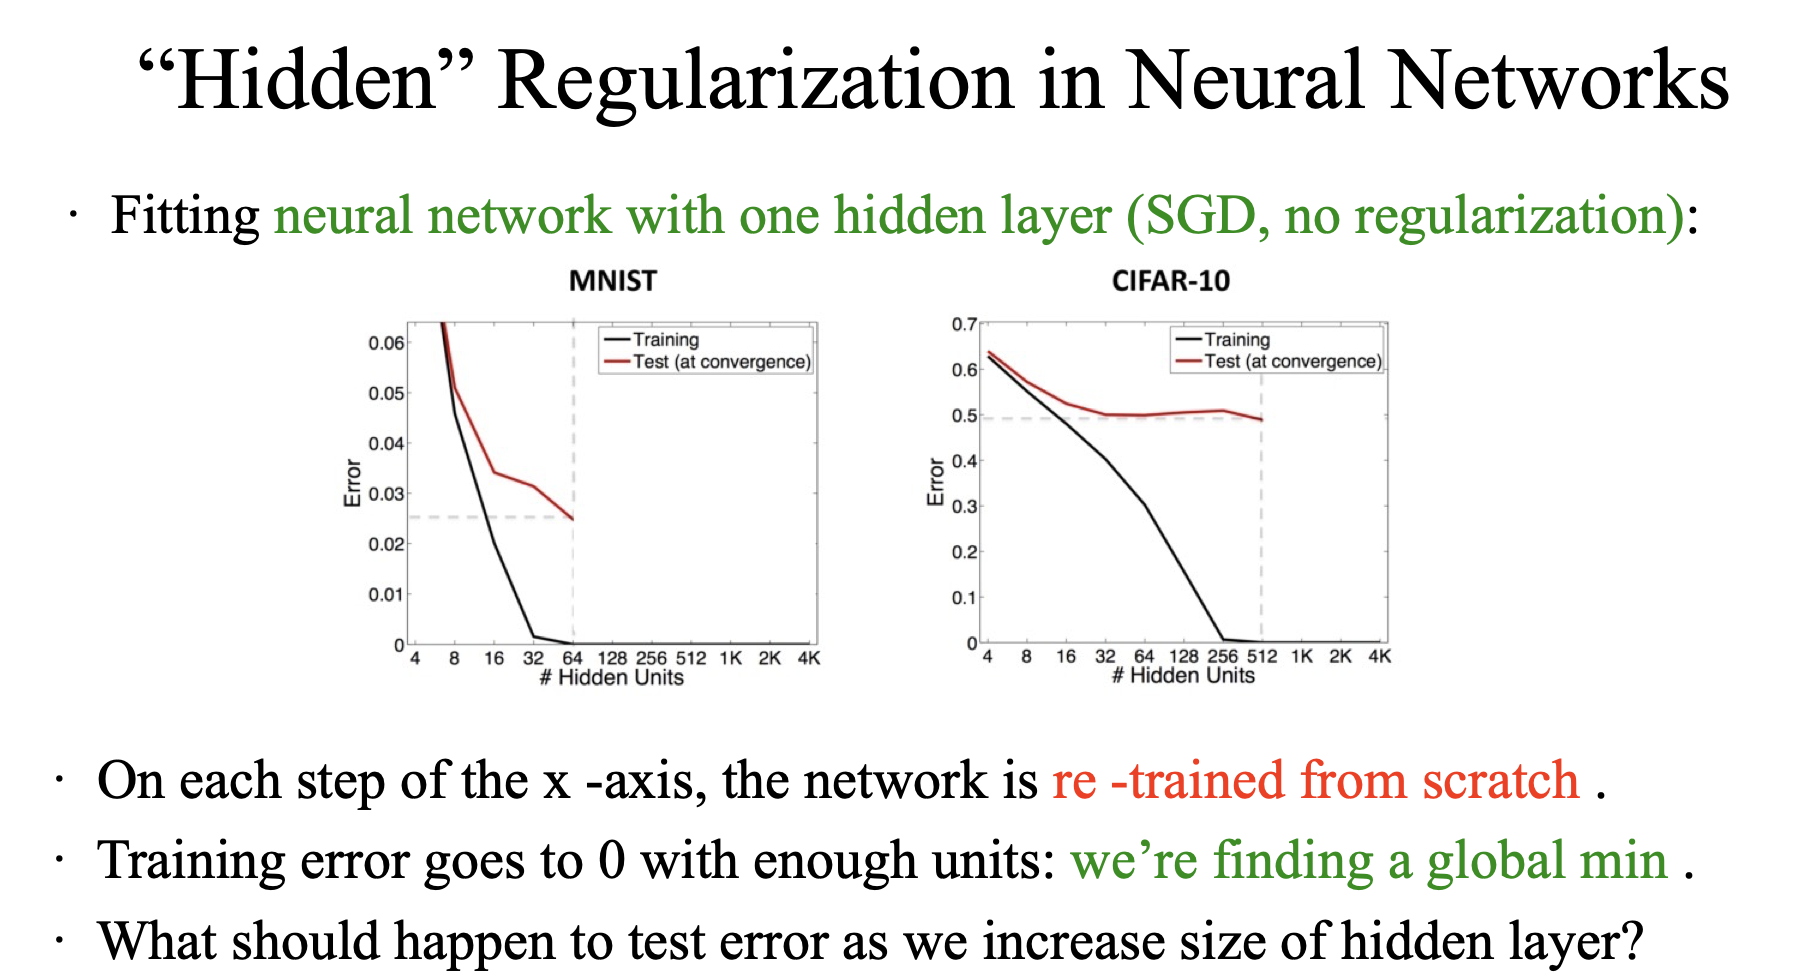 “Hidden” Regularization in Neural Networks
· Fitting neural network with one hidden layer (SGD, no regularization):
MNIST
Training
Test (at convergence)
0.06
0.05
0.04
0.03
0.02
0.01
0
Error
4 8 16 32 64 128 256 512 1K 2K 4K
# Hidden Units
CIFAR-10
Training
Test (at convergence)
0.7
0.6
0.5
0.4
0.3
0.2
0.1
0
Error
4 8 16 32 64 128 256 512 1K 2K 4K
# Hidden Units
· On each step of the x -axis, the network is re -trained from scratch .
· Training error goes to 0 with enough units: we’re finding a global min .
· What should happen to test error as we increase size of hidden layer?